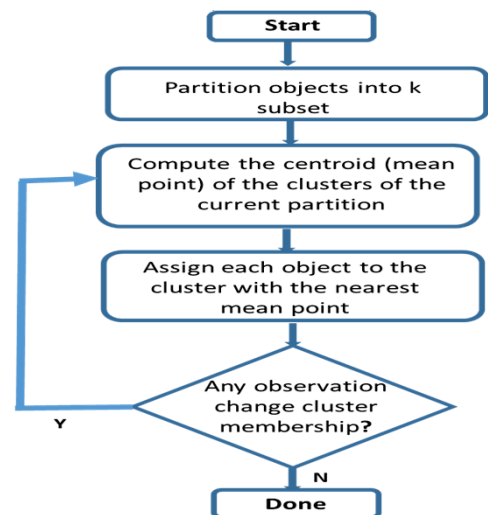 Start
Partition objects into k
subset
Compute the centroid (mean
point) of the clusters of the
current partition
Assign each object to the
cluster with the nearest
mean point
Any observation
change cluster
membership?
Y
N
Done